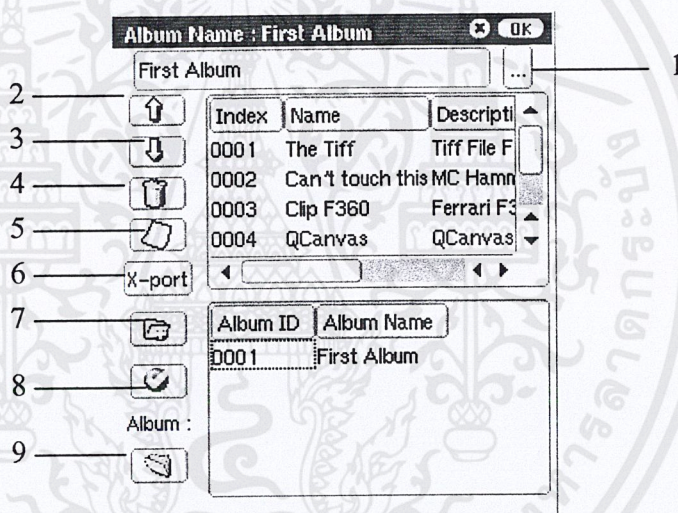 Album Name : First Album OK
First Album ... 1
2
3
4
5
6
7
8
9
X-port
Album :
Index Name Descripti
0001 The Tiff Tiff File F
0002 Can't touch this MC Hamm
0003 Clip F360 Ferrari F3
0004 QCanvas QCanvas
Album ID Album Name
0001 First Album